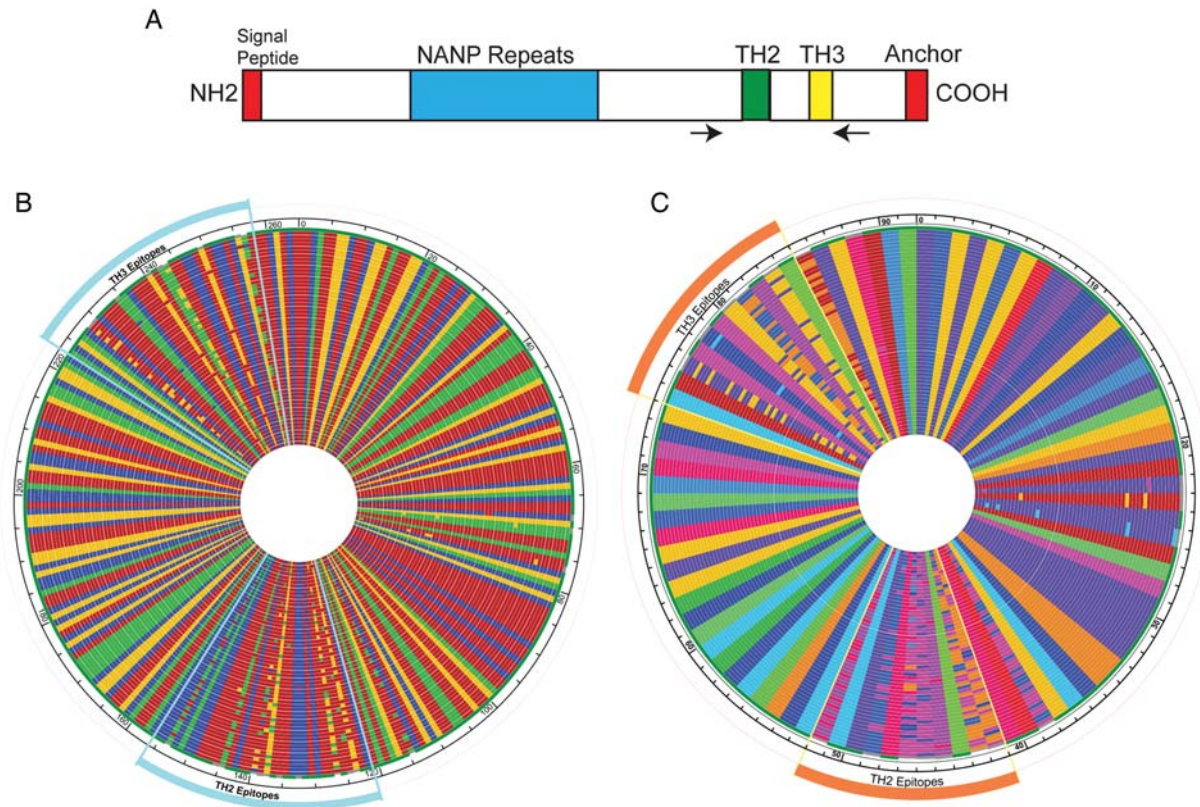 A
Signal
Peptide
NANP Repeats
TH2
TH3
Anchor
NH2
COOH
B
TH3 Epitopes
260
0
20
40
60
80
100
120
140
160
180
200
220
240
TH2 Epitopes
C
TH3 Epitopes
90
0
10
20
30
40
50
60
70
80
TH2 Epitopes